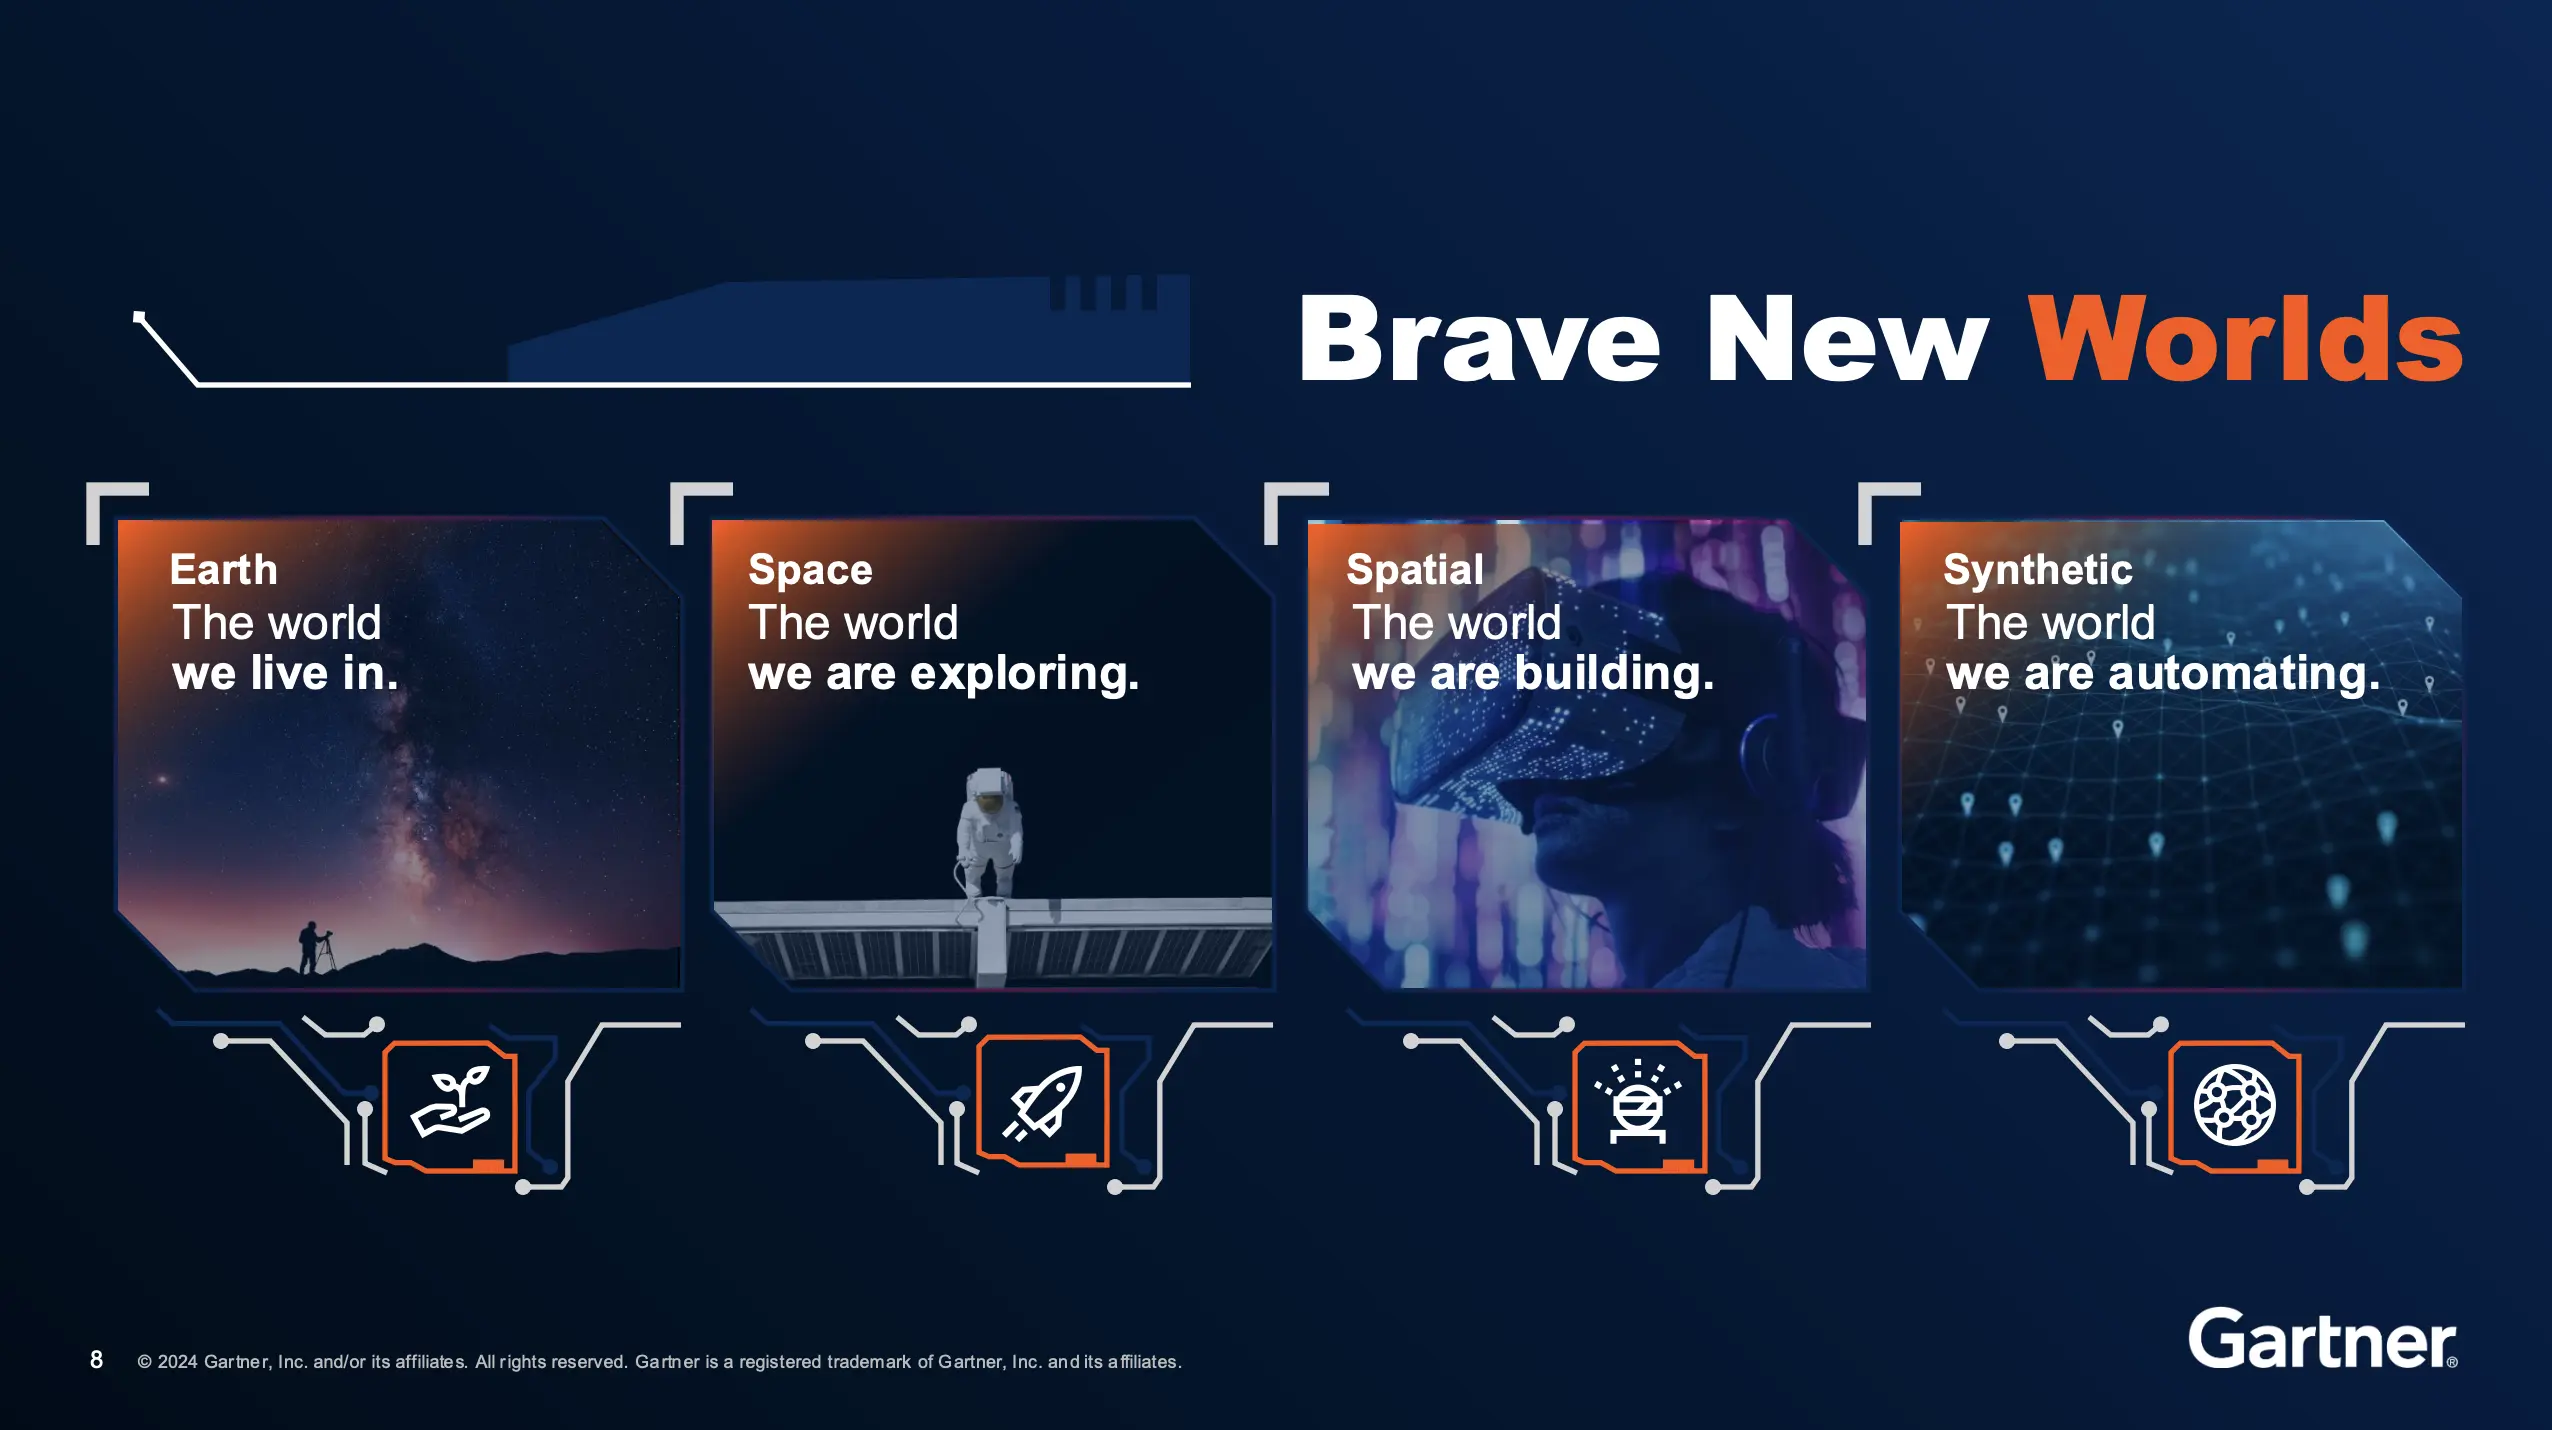 Brave New Worlds
Earth
The world
we live in.
Space
The world
we are exploring.
Spatial
The world
we are building.
Synthetic
The world
we are automating.
8 © 2024 Gartner, Inc. and/or its affiliates. All rights reserved. Gartner is a registered trademark of Gartner, Inc. and its affiliates.
Gartner®